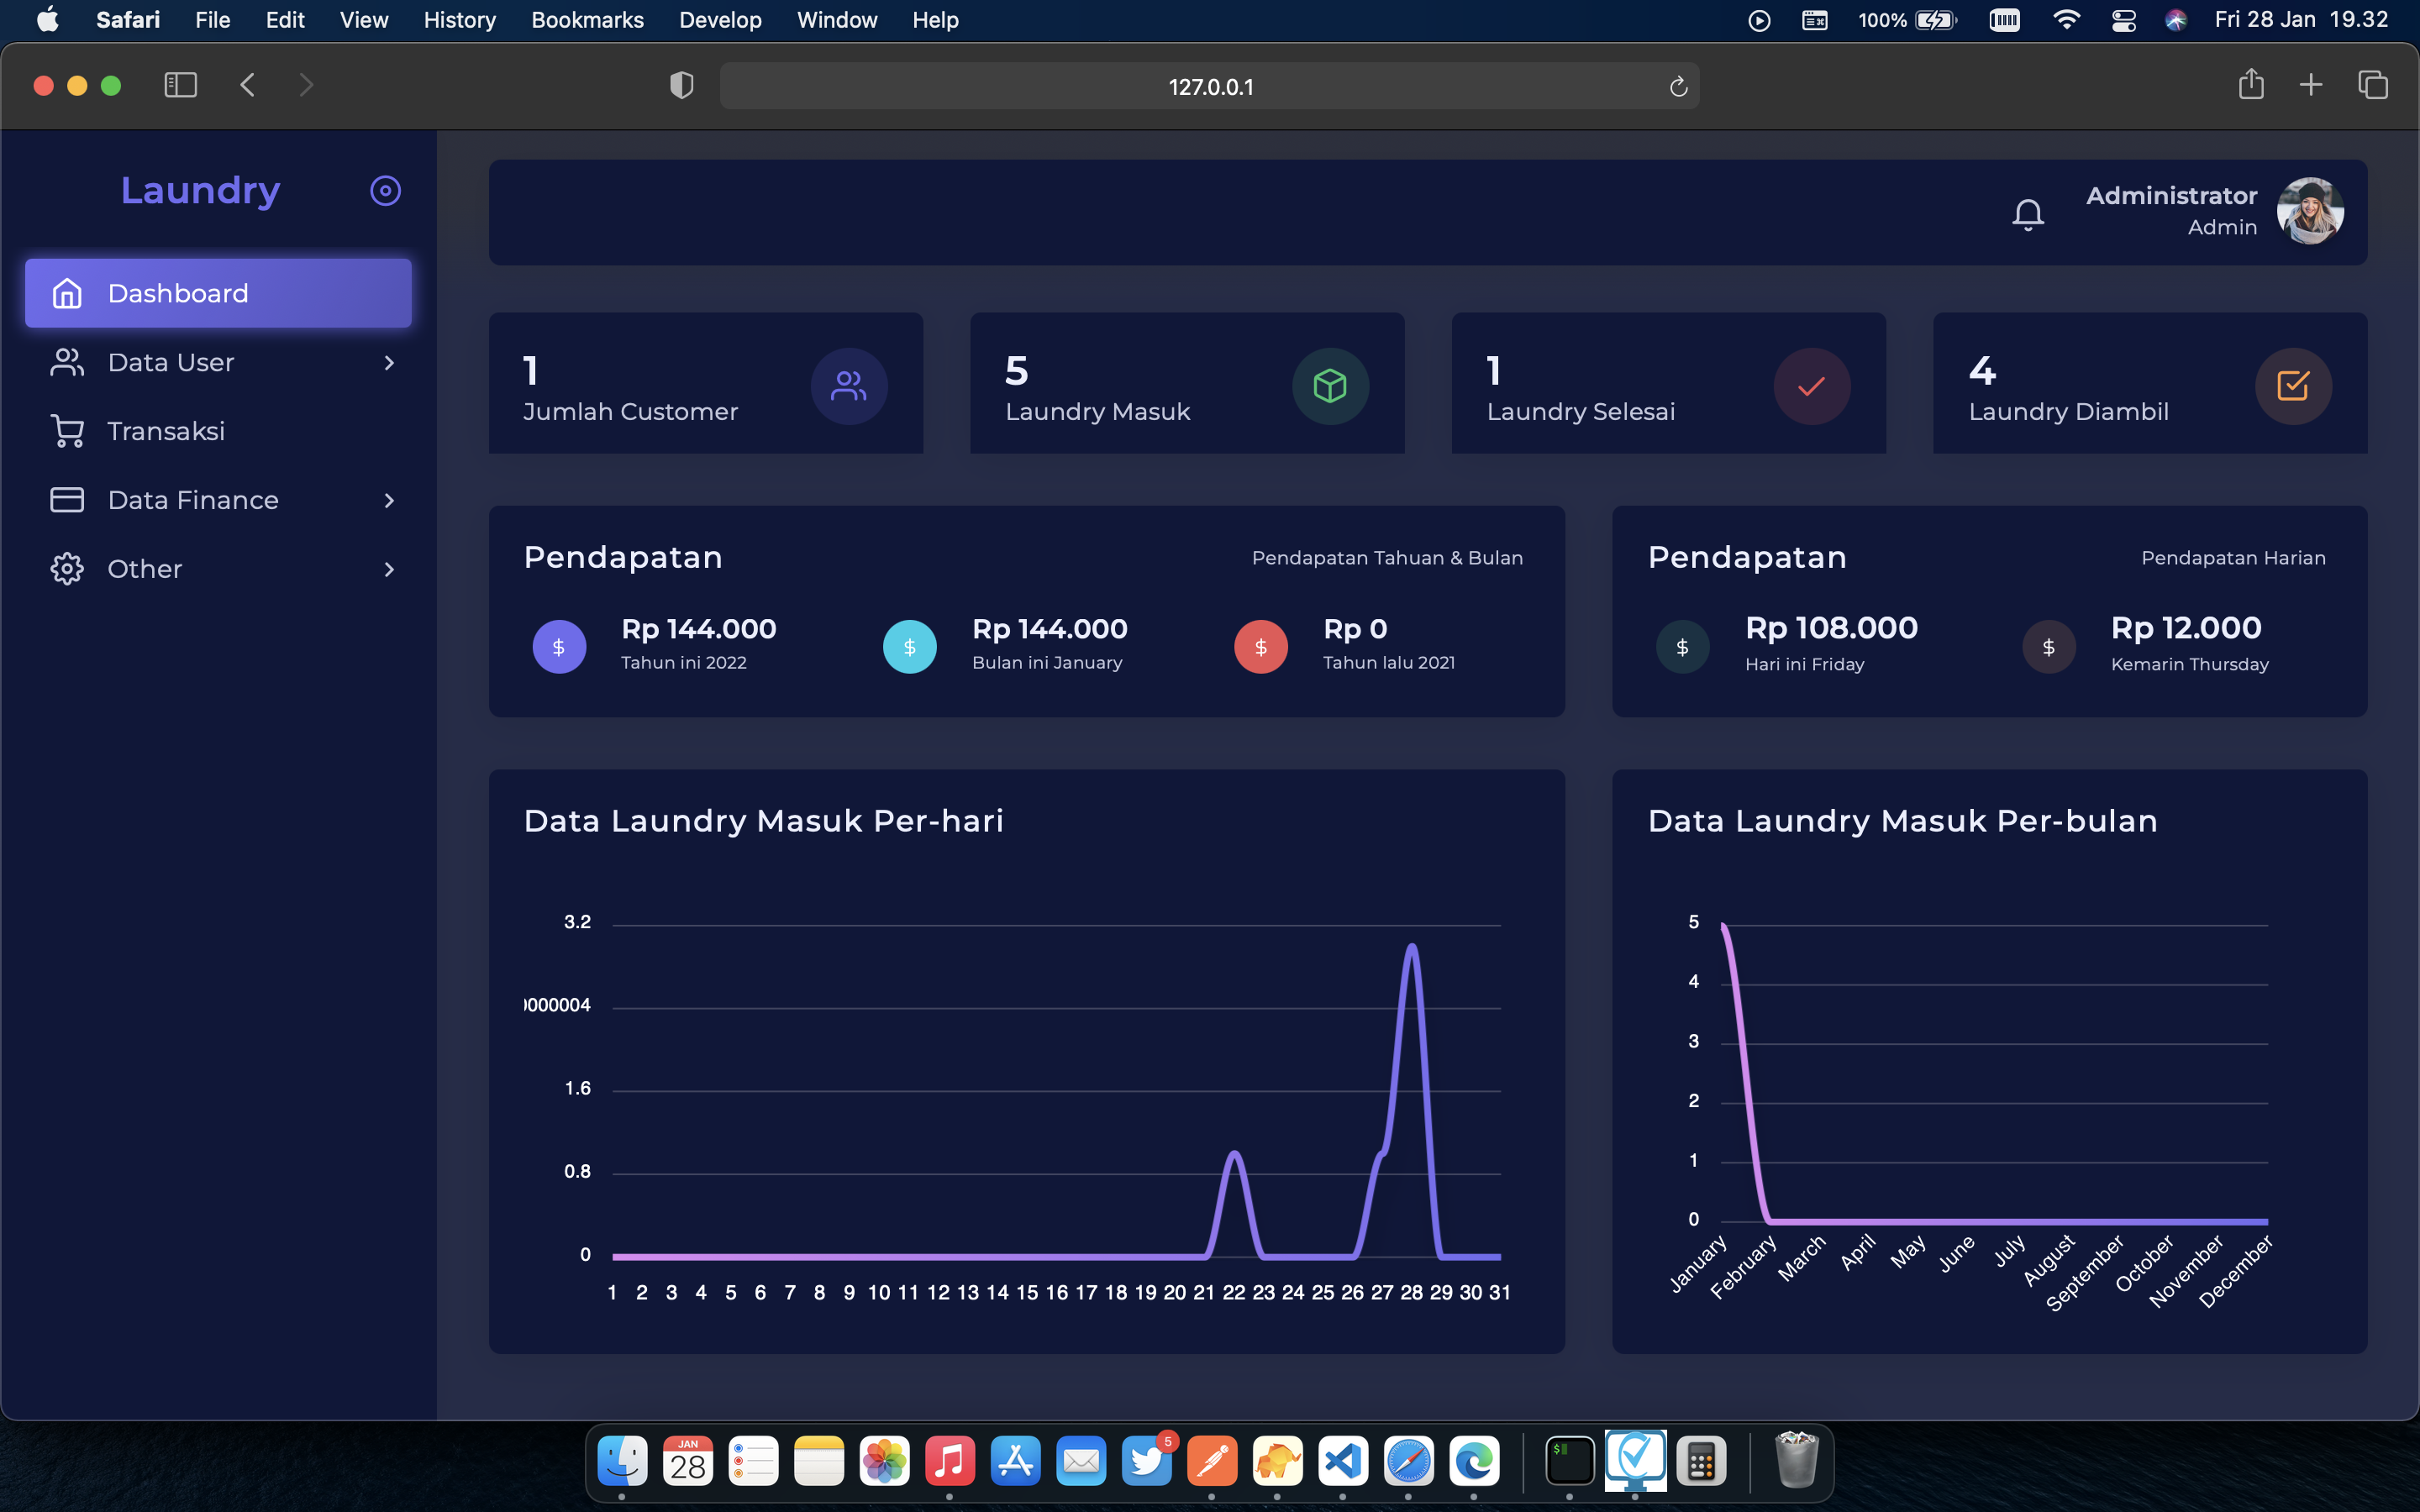 Safari File Edit View History Bookmarks Develop Window Help 100% Fri 28 Jan 19.32
127.0.0.1
Laundry
Administrator
Admin
Dashboard
Data User
Transaksi
Data Finance
Other
1
Jumlah Customer
5
Laundry Masuk
1
Laundry Selesai
4
Laundry Diambil
Pendapatan
Pendapatan Tahuan & Bulan
$ Rp 144.000
Tahun ini 2022
$ Rp 144.000
Bulan ini January
$ Rp 0
Tahun lalu 2021
Pendapatan
Pendapatan Harian
$ Rp 108.000
Hari ini Friday
$ Rp 12.000
Kemarin Thursday
Data Laundry Masuk Per-hari
3.2
0000004
1.6
0.8
0
1 2 3 4 5 6 7 8 9 10 11 12 13 14 15 16 17 18 19 20 21 22 23 24 25 26 27 28 29 30 31
Data Laundry Masuk Per-bulan
5
4
3
2
1
0
January February March April May June July August September October November December
JAN
28
5
$